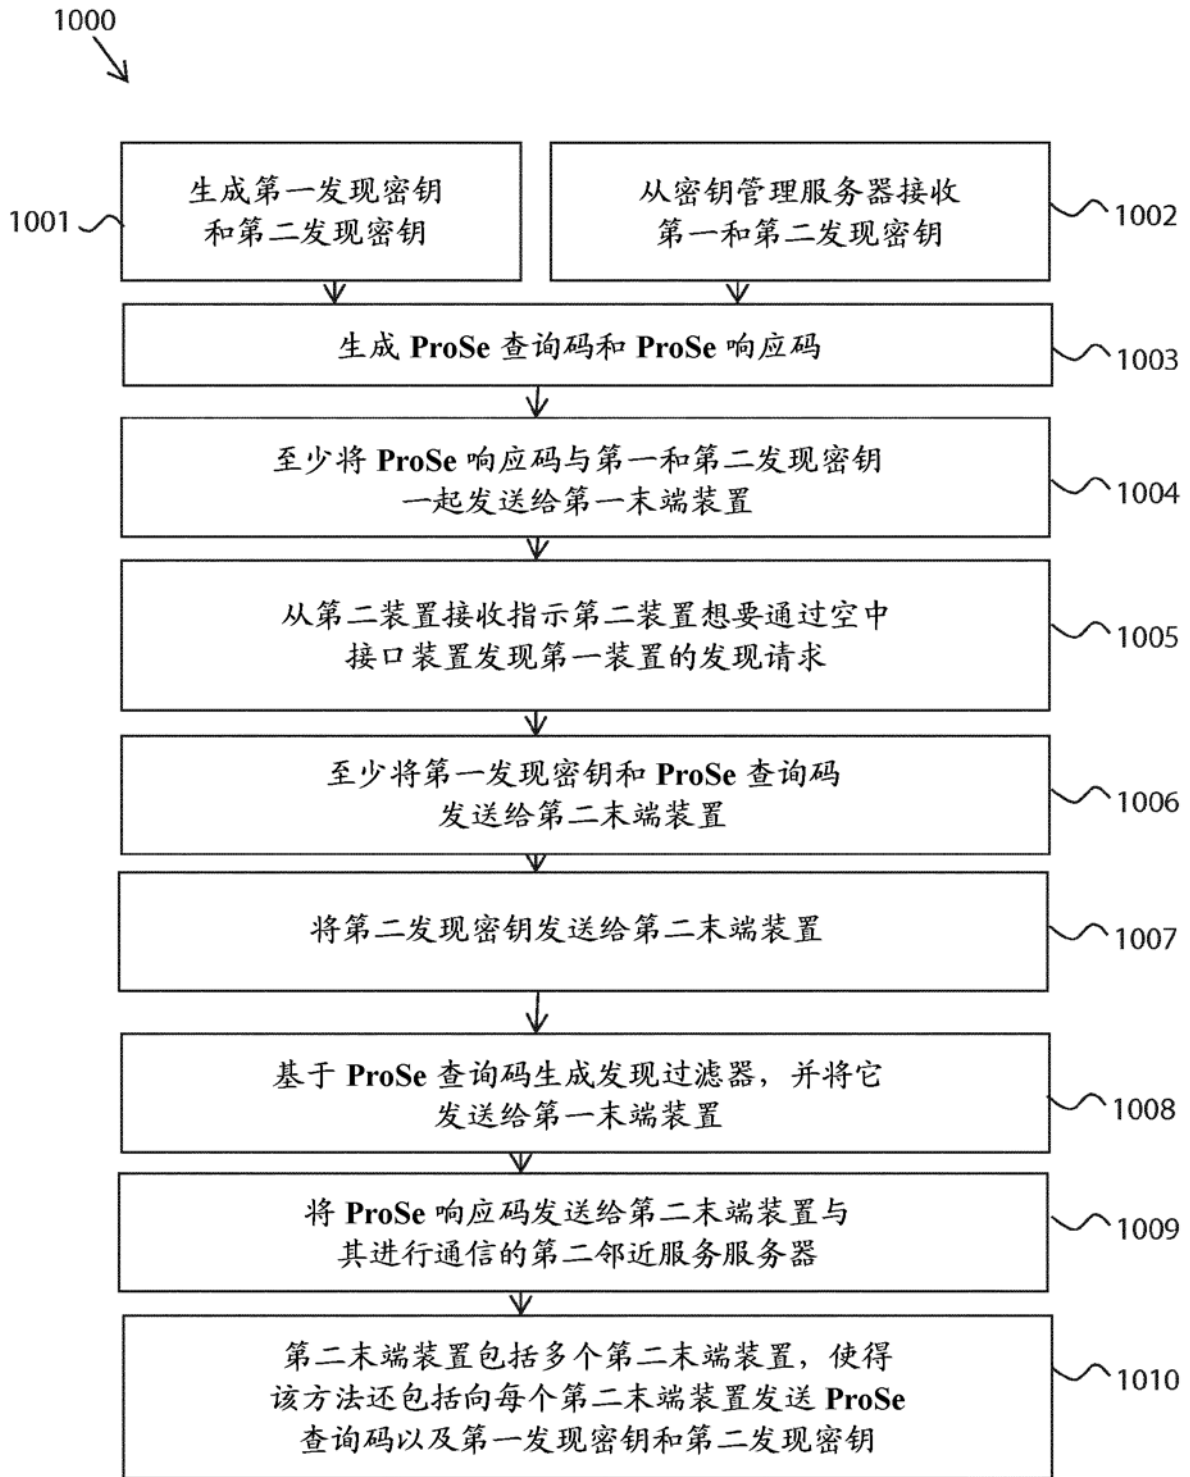 1000
生成第一发现密钥
和第二发现密钥
1001
从密钥管理服务器接收
第一和第二发现密钥
1002
生成 ProSe 查询码和 ProSe 响应码
1003
至少将 ProSe 响应码与第一和第二发现密钥
一起发送给第一末端装置
1004
从第二装置接收指示第二装置想要通过空中
接口装置发现第一装置的发现请求
1005
至少将第一发现密钥和 ProSe 查询码
发送给第二末端装置
1006
将第二发现密钥发送给第二末端装置
1007
基于 ProSe 查询码生成发现过滤器，并将它
发送给第一末端装置
1008
将 ProSe 响应码发送给第二末端装置与
其进行通信的第二邻近服务服务器
1009
第二末端装置包括多个第二末端装置，使得
该方法还包括向每个第二末端装置发送 ProSe
查询码以及第一发现密钥和第二发现密钥
1010